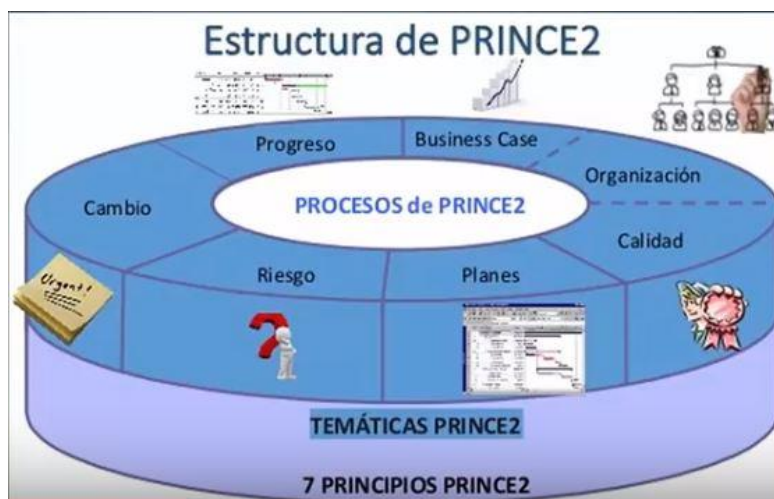 Estructura de PRINCE2
Progreso
Business Case
Organización
Cambio
PROCESOS de PRINCE2
Calidad
Riesgo
Planes
Urgent!
TEMÁTICAS PRINCE2
7 PRINCIPIOS PRINCE2